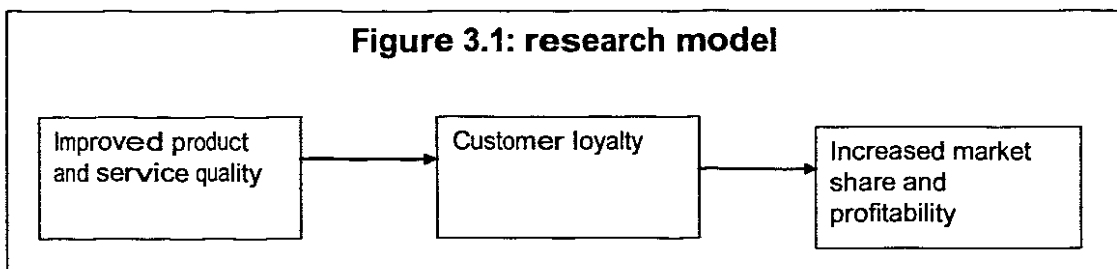 Figure 3.1: research model
Improved product
and service quality
Customer loyalty
Increased market
share and
profitability